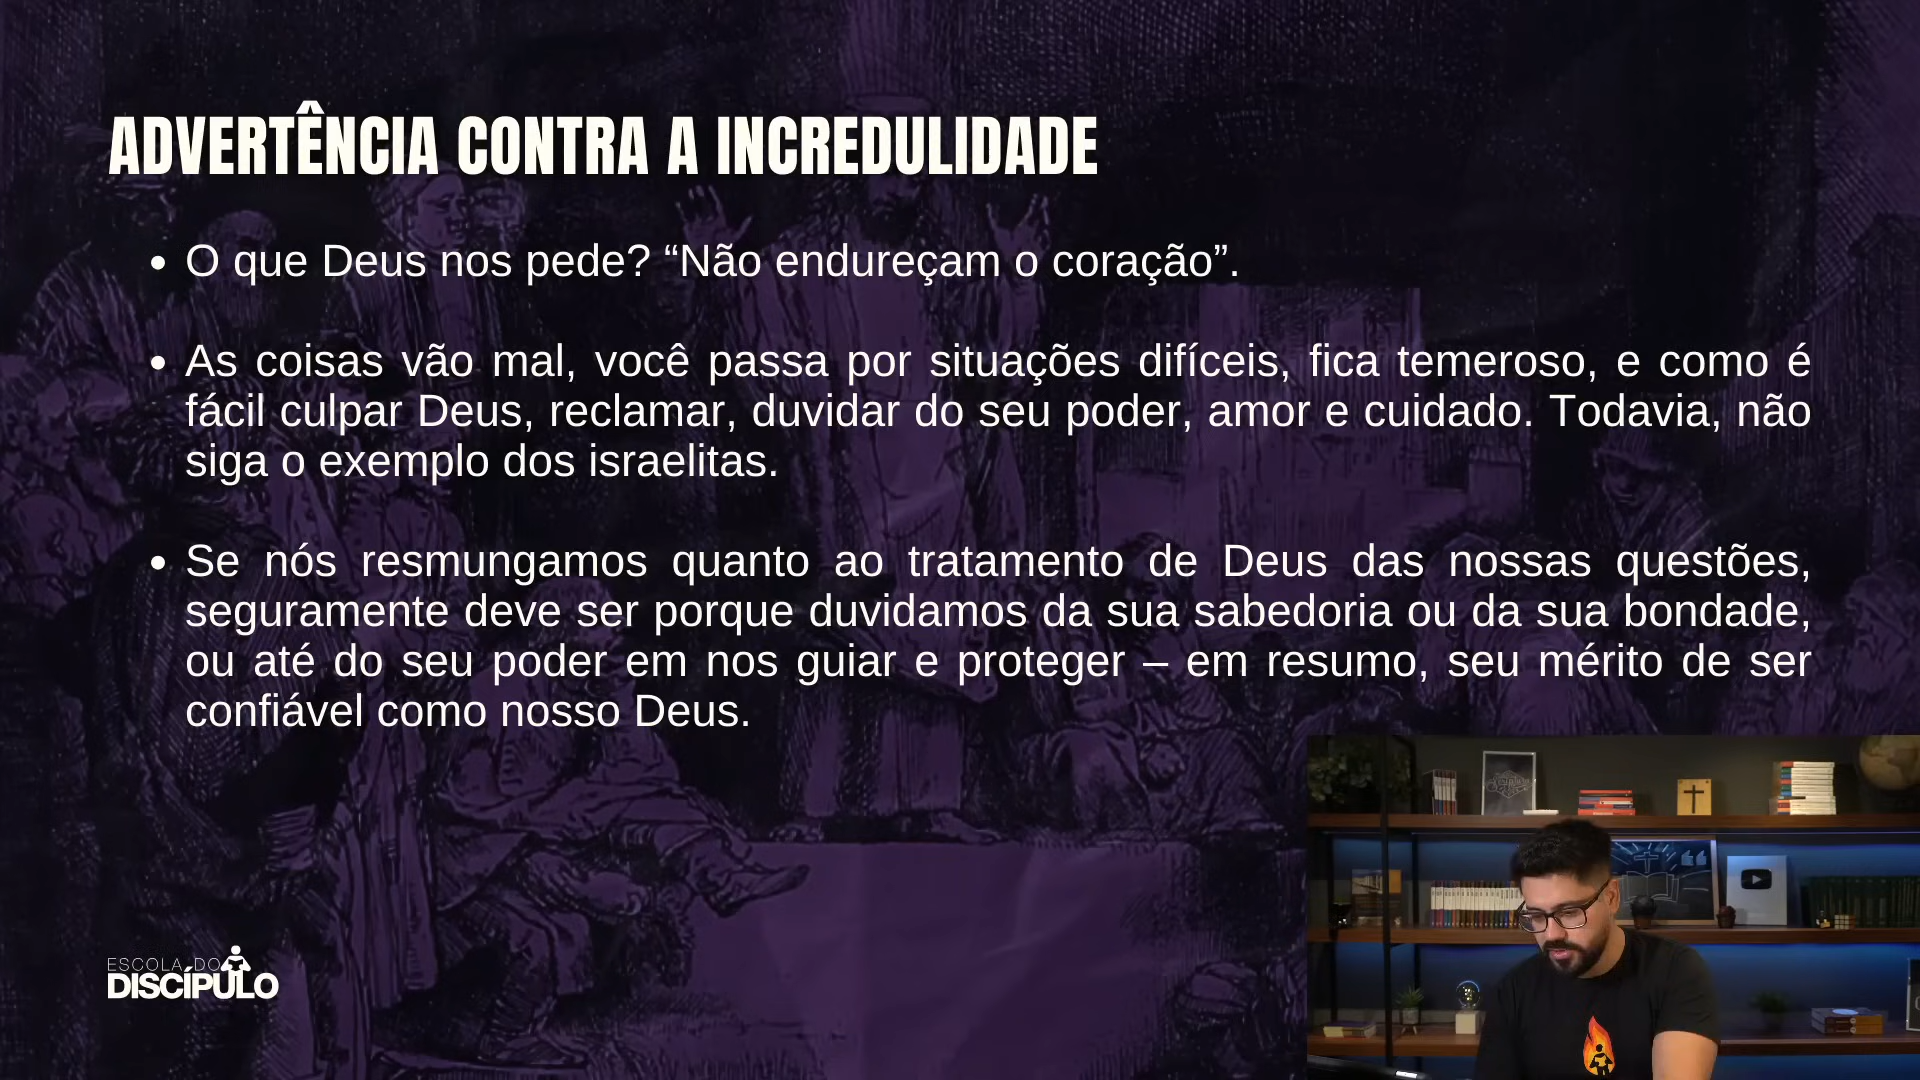 ADVERTÊNCIA CONTRA A INCREDULIDADE
• O que Deus nos pede? “Não endureçam o coração”.
• As coisas vão mal, você passa por situações difíceis, fica temeroso, e como é
fácil culpar Deus, reclamar, duvidar do seu poder, amor e cuidado. Todavia, não
siga o exemplo dos israelitas.
• Se nós resmungamos quanto ao tratamento de Deus das nossas questões,
seguramente deve ser porque duvidamos da sua sabedoria ou da sua bondade,
ou até do seu poder em nos guiar e proteger – em resumo, seu mérito de ser
confiável como nosso Deus.
ESCOLA DO
DISCÍPULO